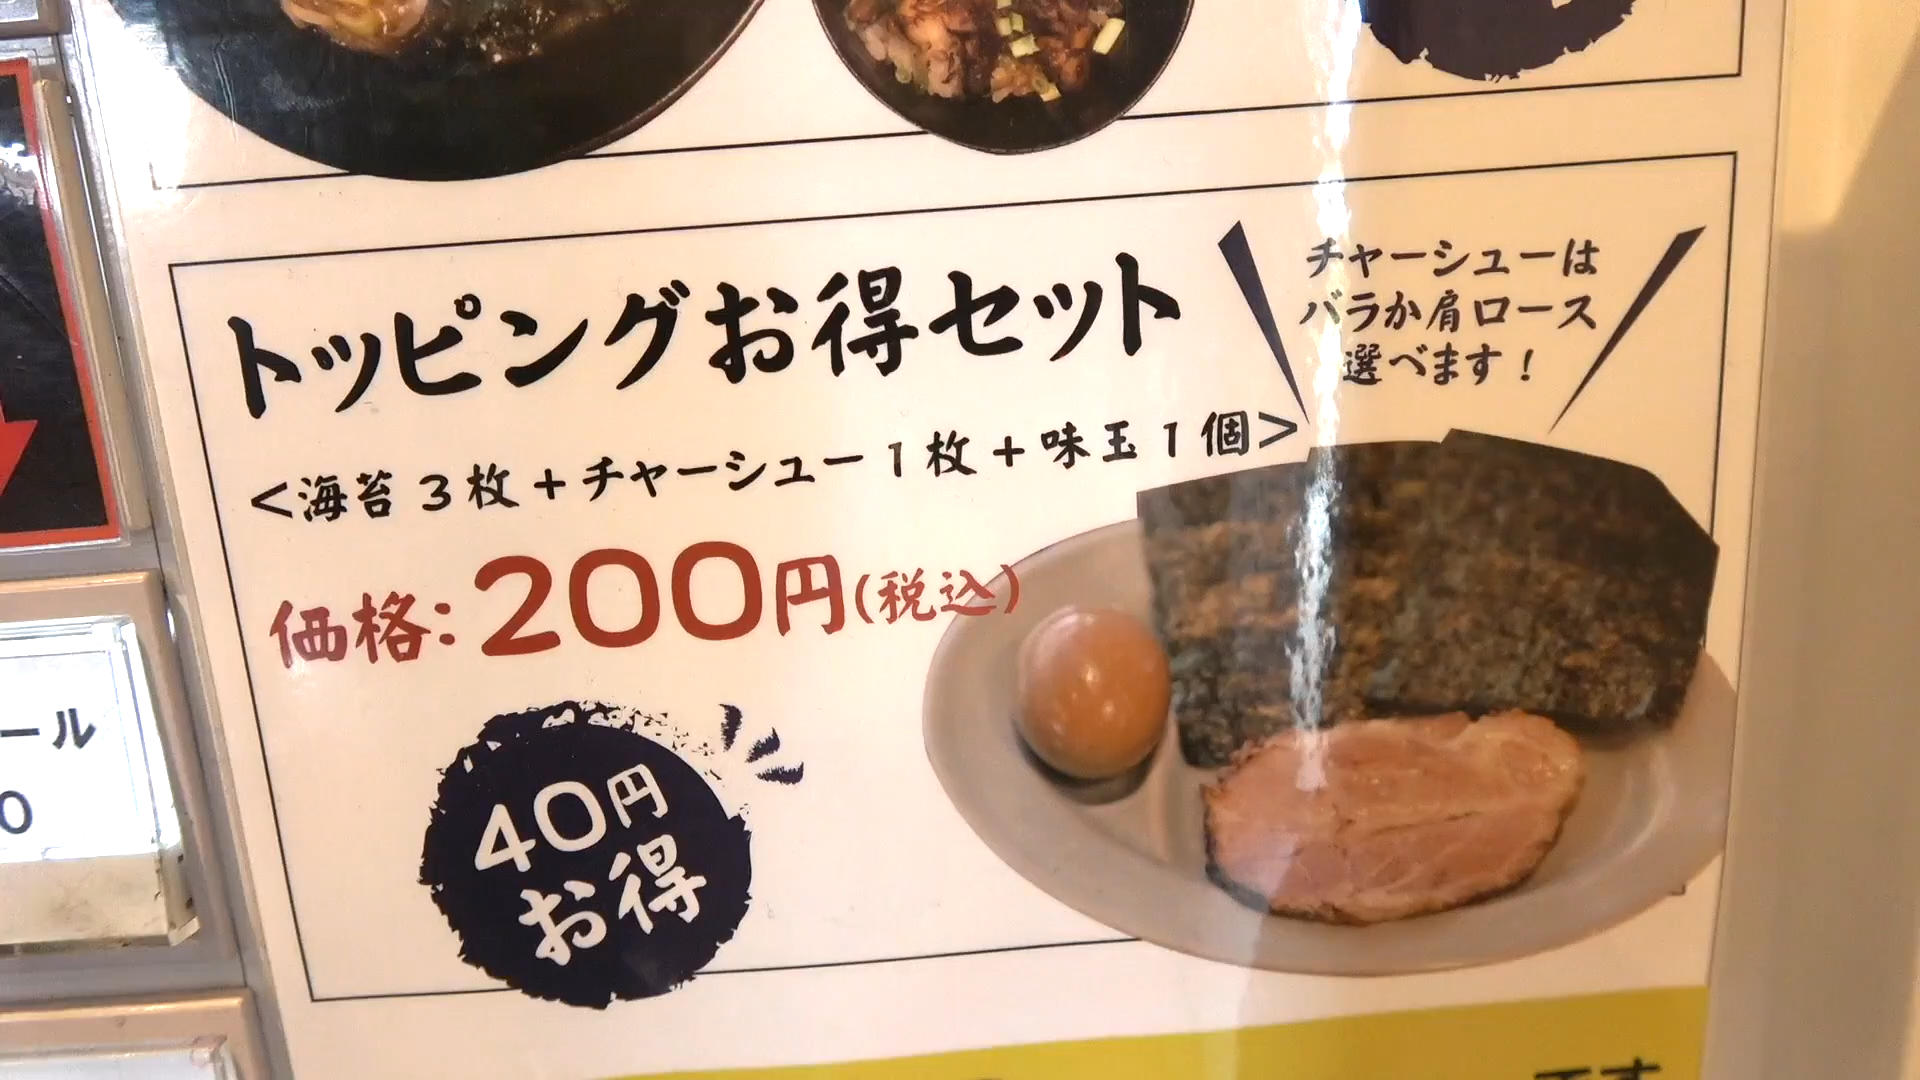 トッピングお得セット
チャーシューは
バラか肩ロース
選べます!
<海苔3枚+チャーシュー1枚+味玉1個>
価格:200円(税込)
40円
お得
ール
0